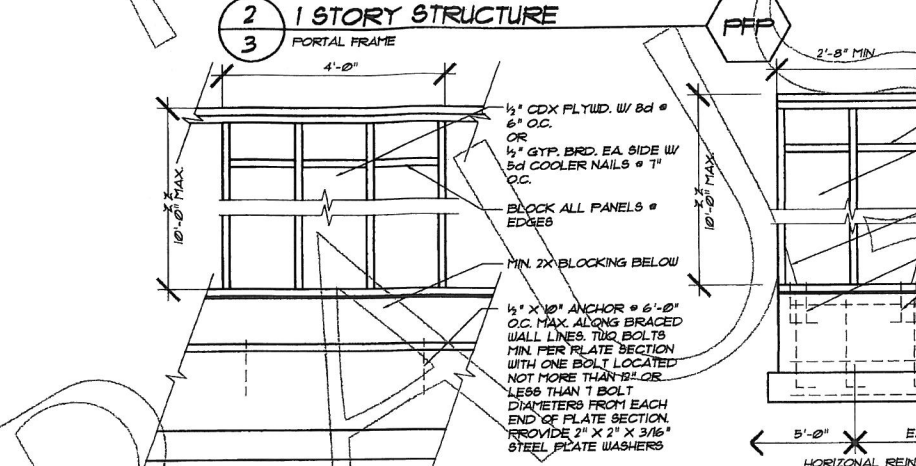 2 1 STORY STRUCTURE
3 PORTAL FRAME
PFP
4'-0"
2'-8" MIN
10'-0" MAX.
½" CDX PLYWD. W/ 8d @
6" O.C.
OR
½" GYP. BRD. EA. SIDE W/
5d COOLER NAILS @ 7"
O.C.
BLOCK ALL PANELS @
EDGES
MIN. 2X BLOCKING BELOW
½" X 10" ANCHOR @ 6'-0"
O.C. MAX. ALONG BRACED
WALL LINES. TWO BOLTS
MIN. PER PLATE SECTION
WITH ONE BOLT LOCATED
NOT MORE THAN 12" OR
LESS THAN 7 BOLT
DIAMETERS FROM EACH
END OF PLATE SECTION.
PROVIDE 2" X 2" X 3/16"
STEEL PLATE WASHERS
10'-0" MAX.
5'-0"
HORIZONAL REIN